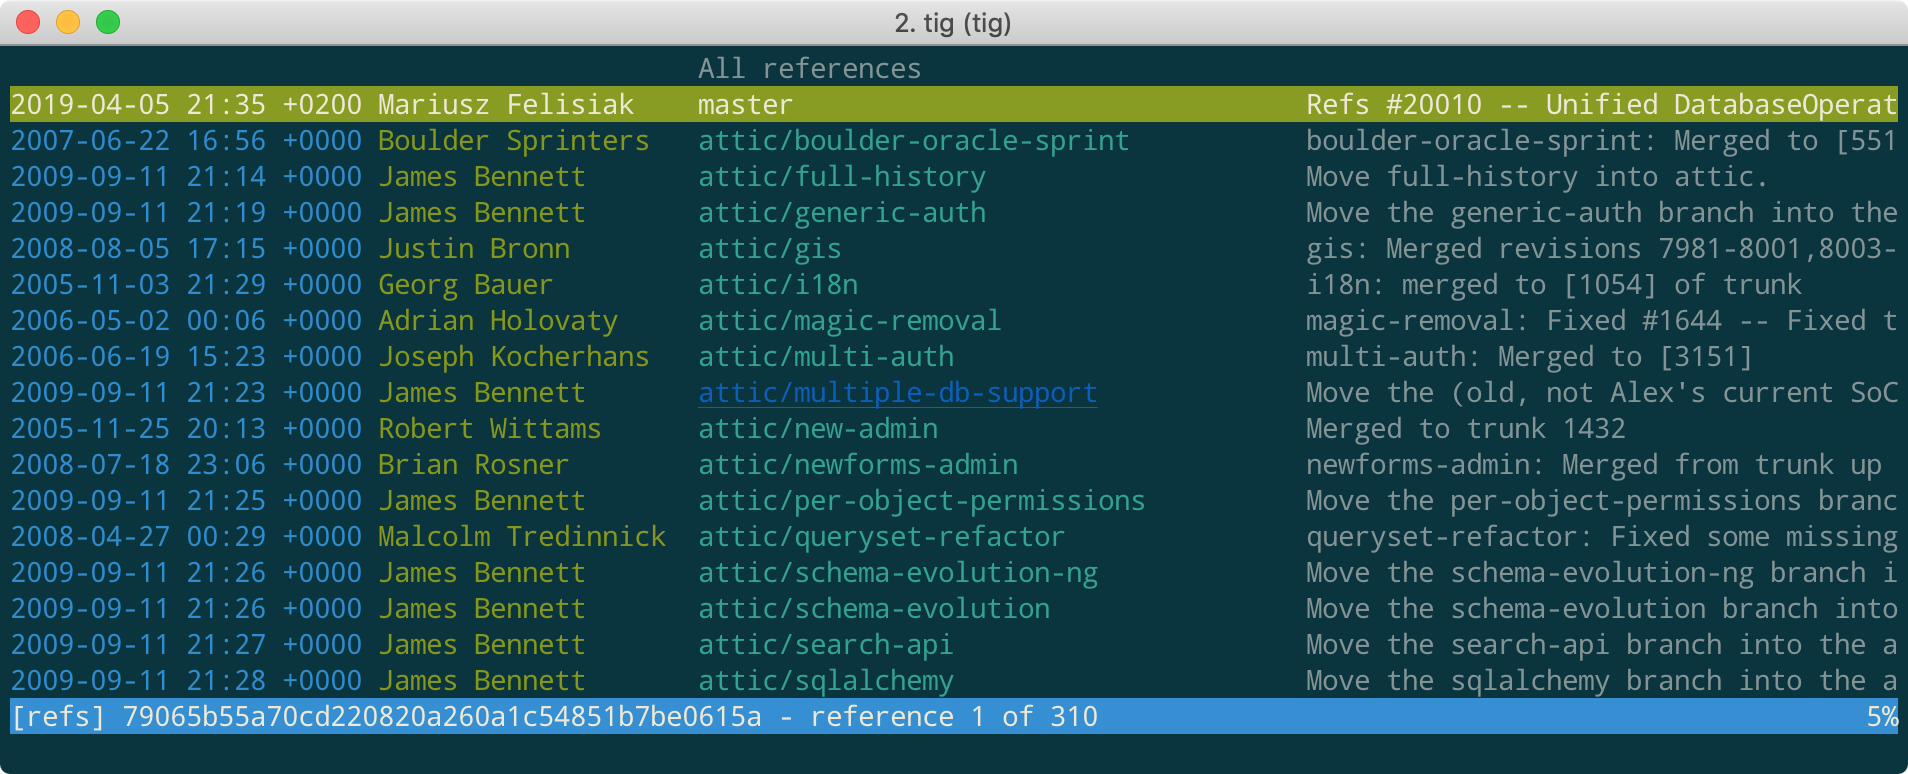 2. tig (tig)
All references
2019-04-05 21:35 +0200 Mariusz Felisiak master Refs #20010 -- Unified DatabaseOperat
2007-06-22 16:56 +0000 Boulder Sprinters attic/boulder-oracle-sprint boulder-oracle-sprint: Merged to [551
2009-09-11 21:14 +0000 James Bennett attic/full-history Move full-history into attic.
2009-09-11 21:19 +0000 James Bennett attic/generic-auth Move the generic-auth branch into the
2008-08-05 17:15 +0000 Justin Bronn attic/gis gis: Merged revisions 7981-8001,8003-
2005-11-03 21:29 +0000 Georg Bauer attic/i18n i18n: merged to [1054] of trunk
2006-05-02 00:06 +0000 Adrian Holovaty attic/magic-removal magic-removal: Fixed #1644 -- Fixed t
2006-06-19 15:23 +0000 Joseph Kocherhans attic/multi-auth multi-auth: Merged to [3151]
2009-09-11 21:23 +0000 James Bennett attic/multiple-db-support Move the (old, not Alex's current SoC
2005-11-25 20:13 +0000 Robert Wittams attic/new-admin Merged to trunk 1432
2008-07-18 23:06 +0000 Brian Rosner attic/newforms-admin newforms-admin: Merged from trunk up
2009-09-11 21:25 +0000 James Bennett attic/per-object-permissions Move the per-object-permissions branc
2008-04-27 00:29 +0000 Malcolm Tredinnick attic/queryset-refactor queryset-refactor: Fixed some missing
2009-09-11 21:26 +0000 James Bennett attic/schema-evolution-ng Move the schema-evolution-ng branch i
2009-09-11 21:26 +0000 James Bennett attic/schema-evolution Move the schema-evolution branch into
2009-09-11 21:27 +0000 James Bennett attic/search-api Move the search-api branch into the a
2009-09-11 21:28 +0000 James Bennett attic/sqlalchemy Move the sqlalchemy branch into the a
[refs] 79065b55a70cd220820a260a1c54851b7be0615a - reference 1 of 310 5%